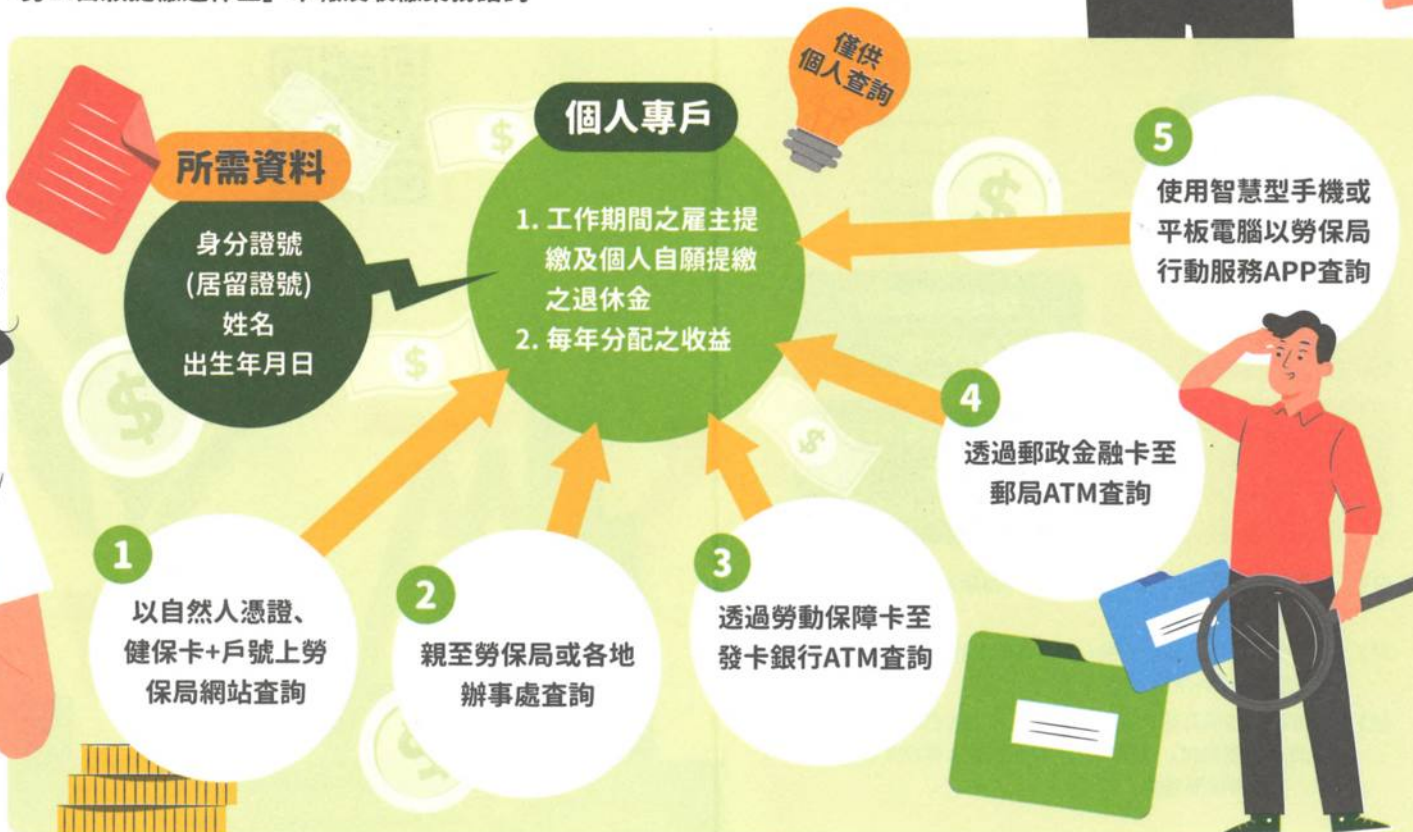 僅供
個人查詢
個人專戶
1. 工作期間之雇主提
繳及個人自願提繳
之退休金
2. 每年分配之收益
所需資料
身分證號
(居留證號)
姓名
出生年月日
1
以自然人憑證、
健保卡+戶號上勞
保局網站查詢
2
親至勞保局或各地
辦事處查詢
3
透過勞動保障卡至
發卡銀行ATM查詢
4
透過郵政金融卡至
郵局ATM查詢
5
使用智慧型手機或
平板電腦以勞保局
行動服務APP查詢